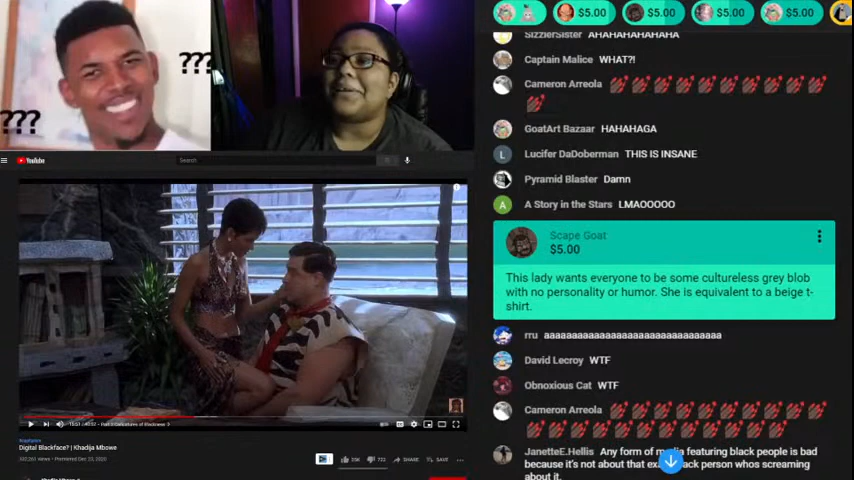 ???
???
YouTube
Search
Digital Blackface? | Khadija Mbowe
SHARE
SAVE
$5.00
$5.00
$5.00
$5.00
SizzlerSister AHAHAHAHAHAHA
Captain Malice WHAT?!
Cameron Arreola
GoatArt Bazaar HAHAHAGA
L Lucifer DaDoberman THIS IS INSANE
Pyramid Blaster Damn
A A Story in the Stars LMAOOOOO
Scape Goat
$5.00
This lady wants everyone to be some cultureless grey blob
with no personality or humor. She is equivalent to a beige t-
shirt.
rru aaaaaaaaaaaaaaaaaaaaaaaaaaaaaaaaa
David Lecroy WTF
Obnoxious Cat WTF
Cameron Arreola
JanetteE.Hellis Any form of media featuring black people is bad
because it's not about that black person whos screaming
about it.